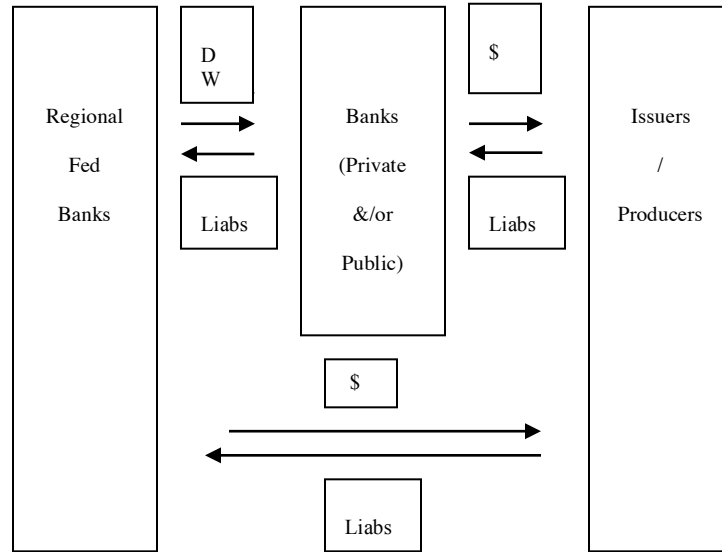 D
W
$
Regional
Fed
Banks
Banks
(Private
&/or
Public)
Issuers
/
Producers
Liabs
Liabs
$
Liabs